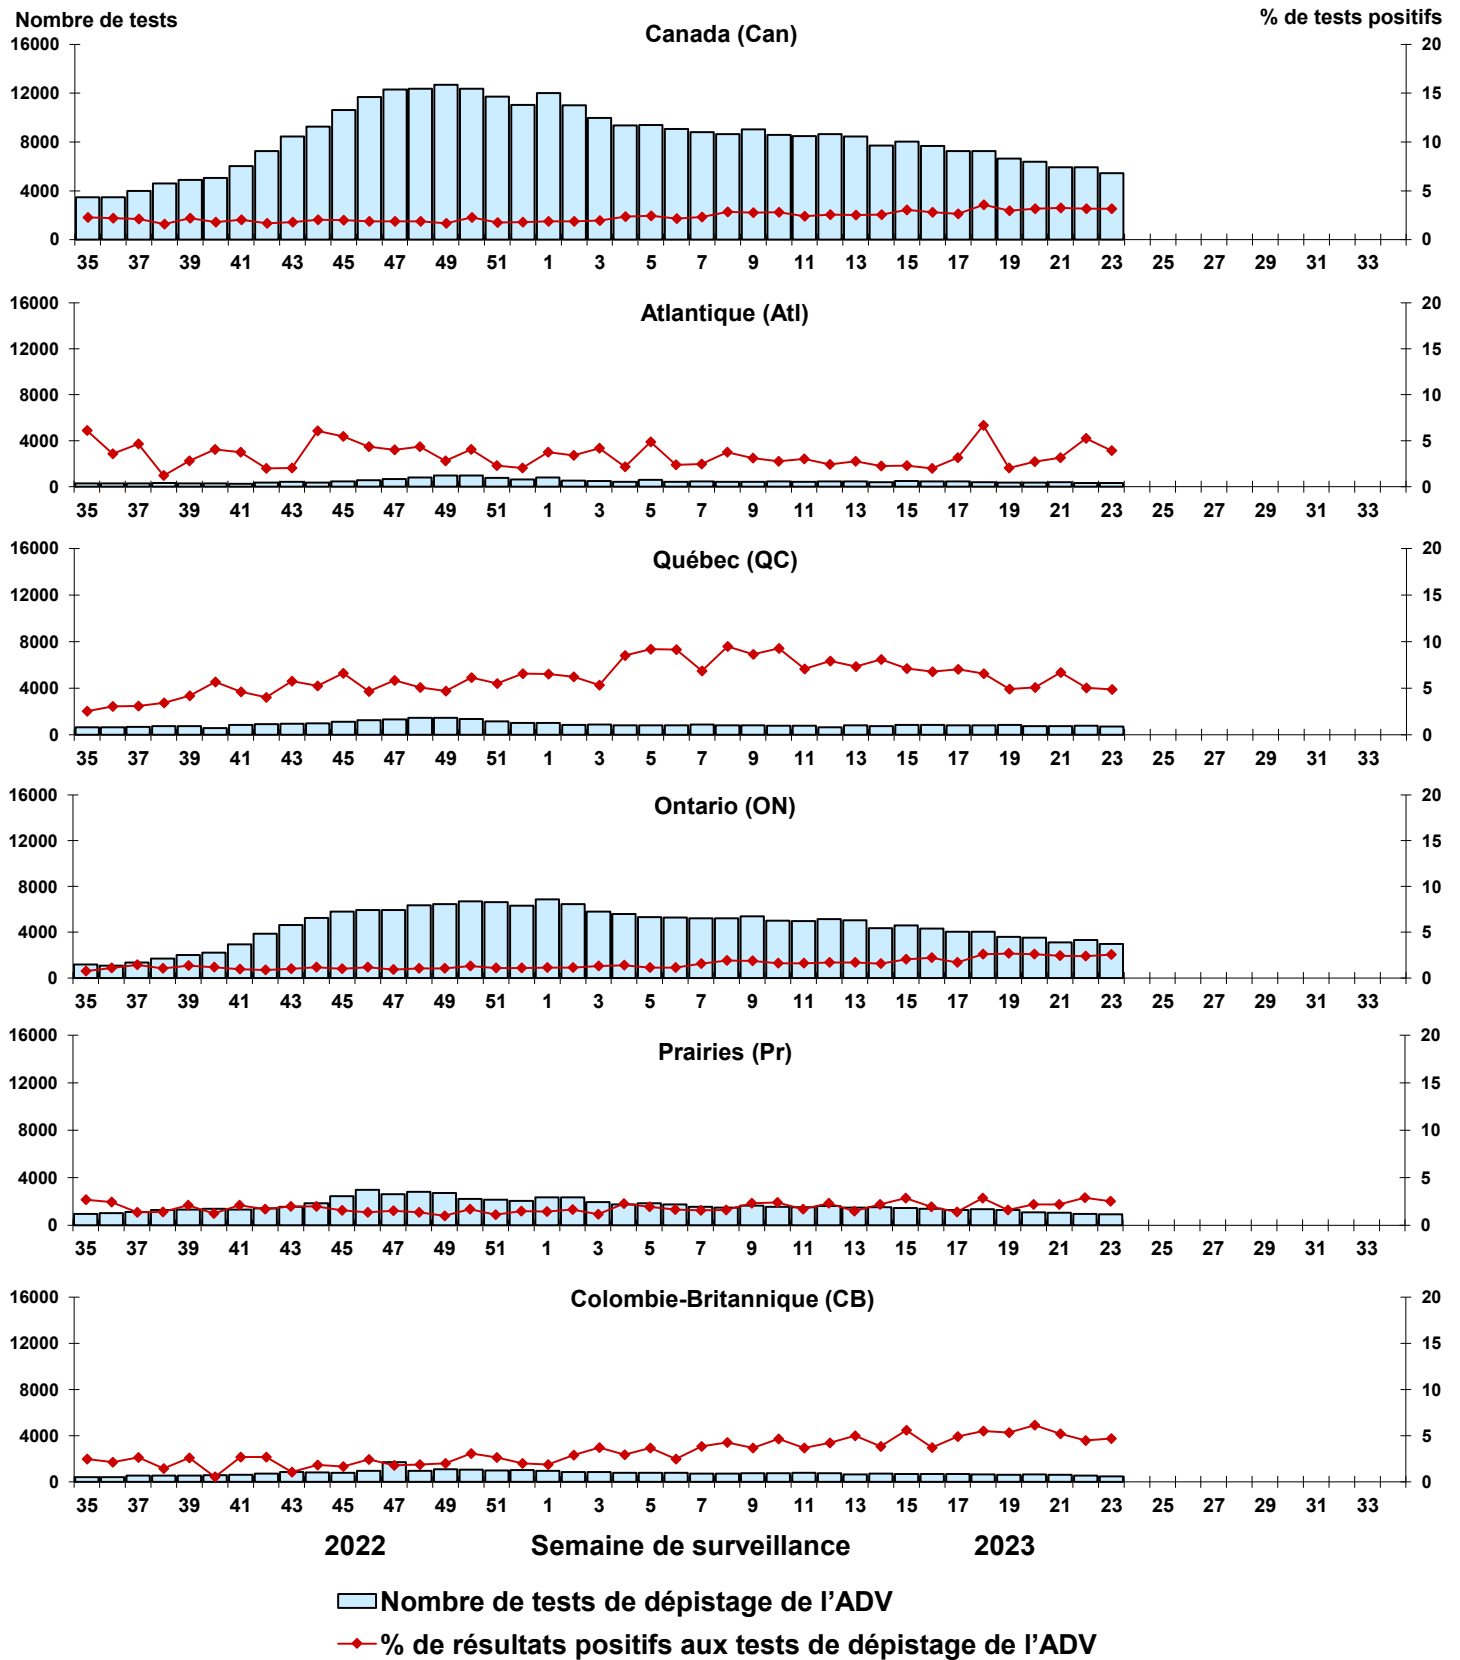 Nombre de tests
% de tests positifs
Canada (Can)
16000 12000 8000 4000 0
20 15 10 5 0
35 37 39 41 43 45 47 49 51 1 3 5 7 9 11 13 15 17 19 21 23 25 27 29 31 33
Atlantique (Atl)
16000 12000 8000 4000 0
20 15 10 5 0
35 37 39 41 43 45 47 49 51 1 3 5 7 9 11 13 15 17 19 21 23 25 27 29 31 33
Québec (QC)
16000 12000 8000 4000 0
20 15 10 5 0
35 37 39 41 43 45 47 49 51 1 3 5 7 9 11 13 15 17 19 21 23 25 27 29 31 33
Ontario (ON)
16000 12000 8000 4000 0
20 15 10 5 0
35 37 39 41 43 45 47 49 51 1 3 5 7 9 11 13 15 17 19 21 23 25 27 29 31 33
Prairies (Pr)
16000 12000 8000 4000 0
20 15 10 5 0
35 37 39 41 43 45 47 49 51 1 3 5 7 9 11 13 15 17 19 21 23 25 27 29 31 33
Colombie-Britannique (CB)
16000 12000 8000 4000 0
20 15 10 5 0
35 37 39 41 43 45 47 49 51 1 3 5 7 9 11 13 15 17 19 21 23 25 27 29 31 33
2022 Semaine de surveillance 2023
Nombre de tests de dépistage de l’ADV
% de résultats positifs aux tests de dépistage de l’ADV